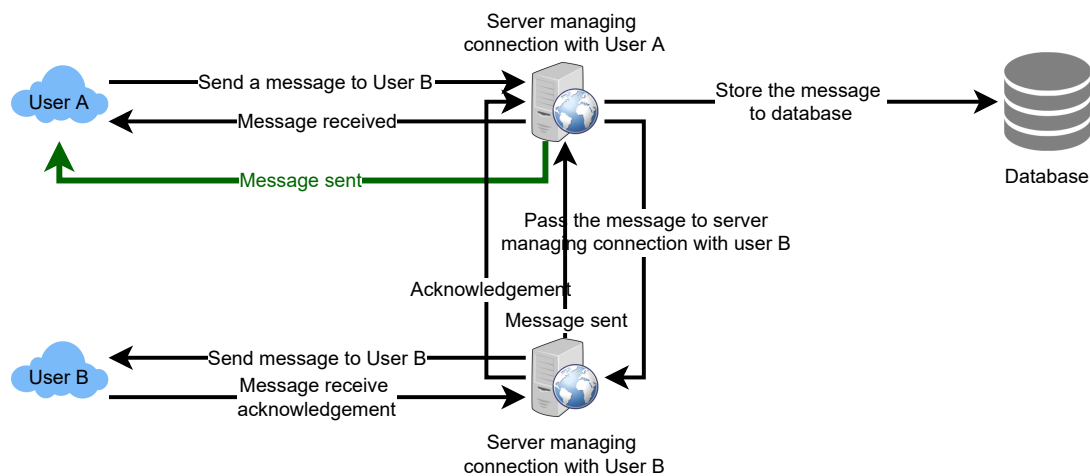 Server managing
connection with User A
Send a message to User B
User A
Store the message
to database
Message received
Message sent
Database
Pass the message to server
managing connection with user B
Acknowledgement
Message sent
Send message to User B
User B
Message receive
acknowledgement
Server managing
connection with User B